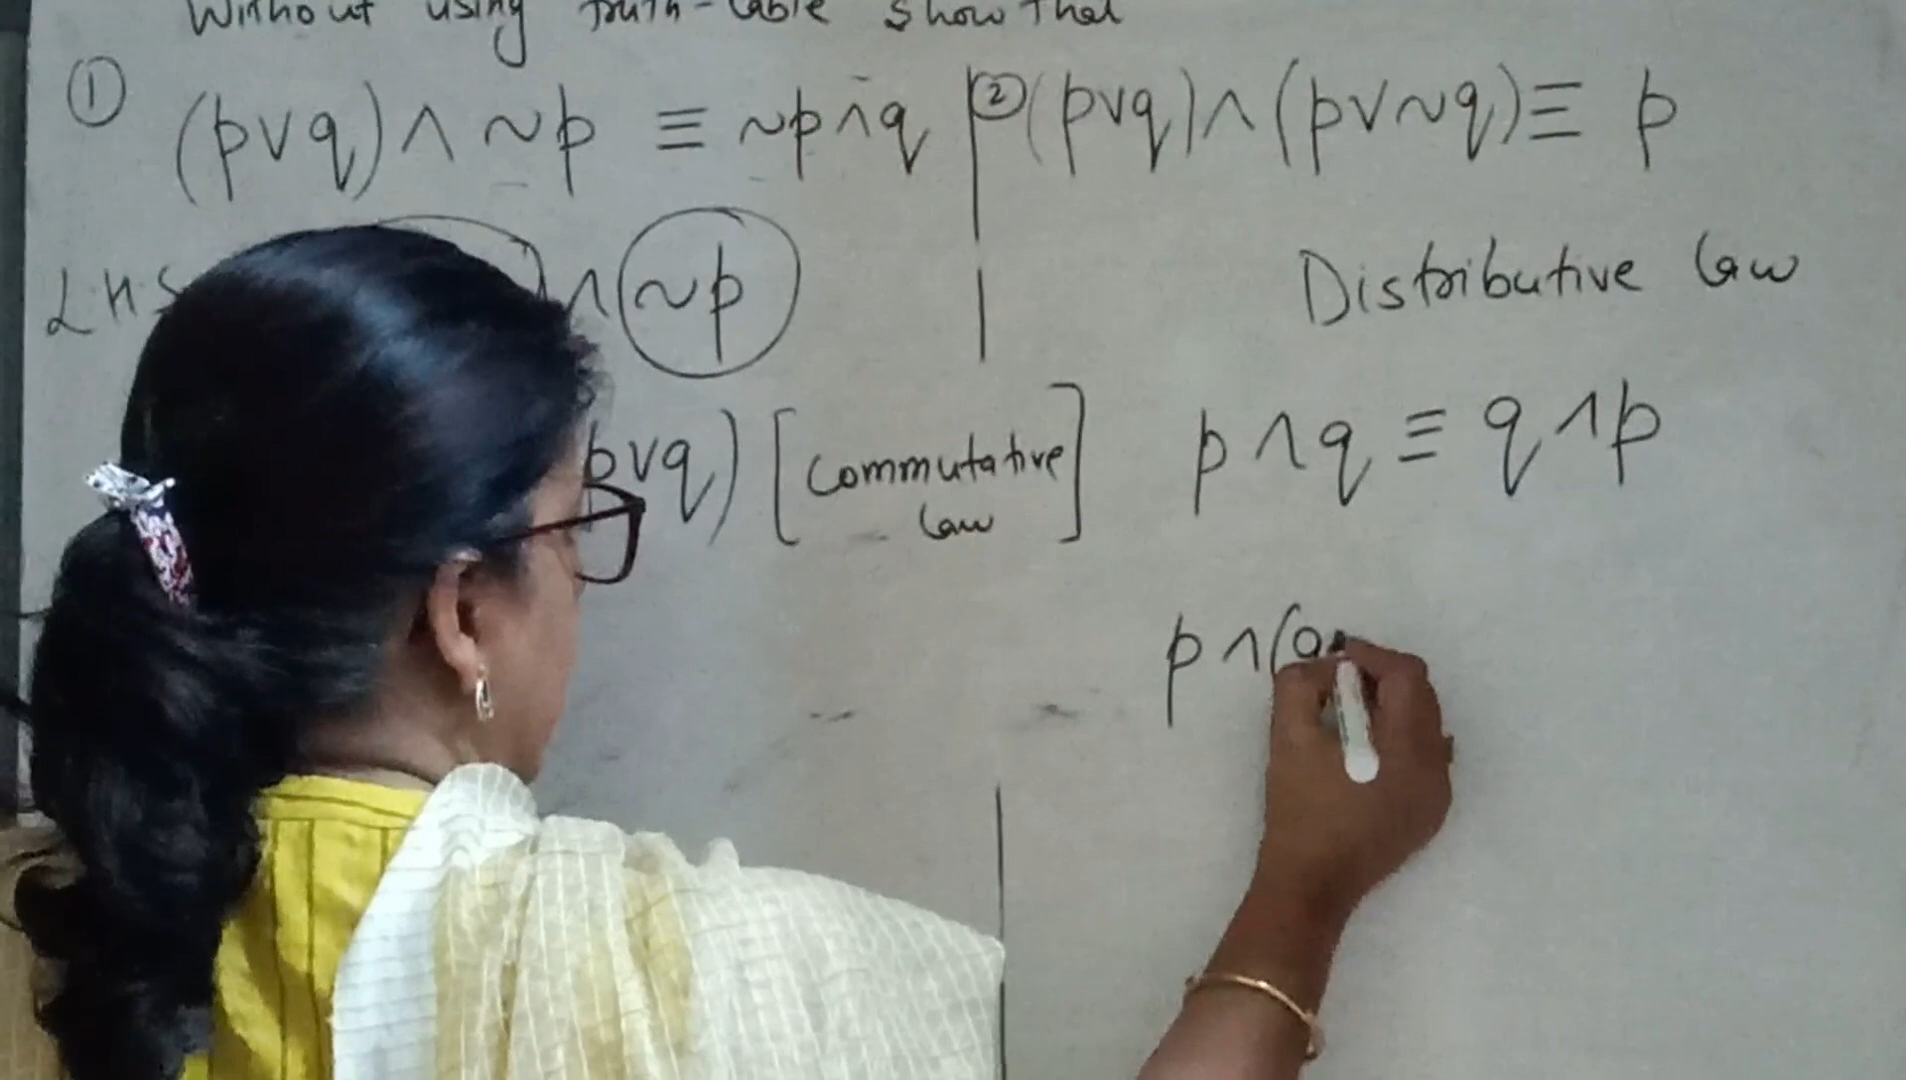 Without using truth-table show that
① (p∨q)∧ ~p ≡ ~p∧q
② (p∨q)∧(p∨~q)≡ p
LHS ∧ ~p
p∨q) [commutative law]
Distributive law
p∧q ≡ q∧p
p∧(q